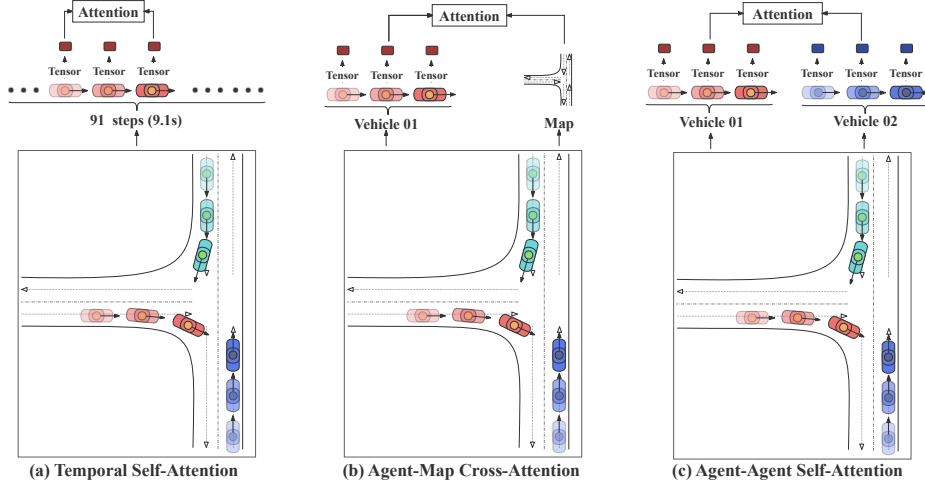 Attention
Tensor Tensor Tensor
91 steps (9.1s)
(a) Temporal Self-Attention
Attention
Tensor Tensor Tensor
Vehicle 01
Map
(b) Agent-Map Cross-Attention
Attention
Tensor Tensor Tensor Tensor Tensor Tensor
Vehicle 01
Vehicle 02
(c) Agent-Agent Self-Attention